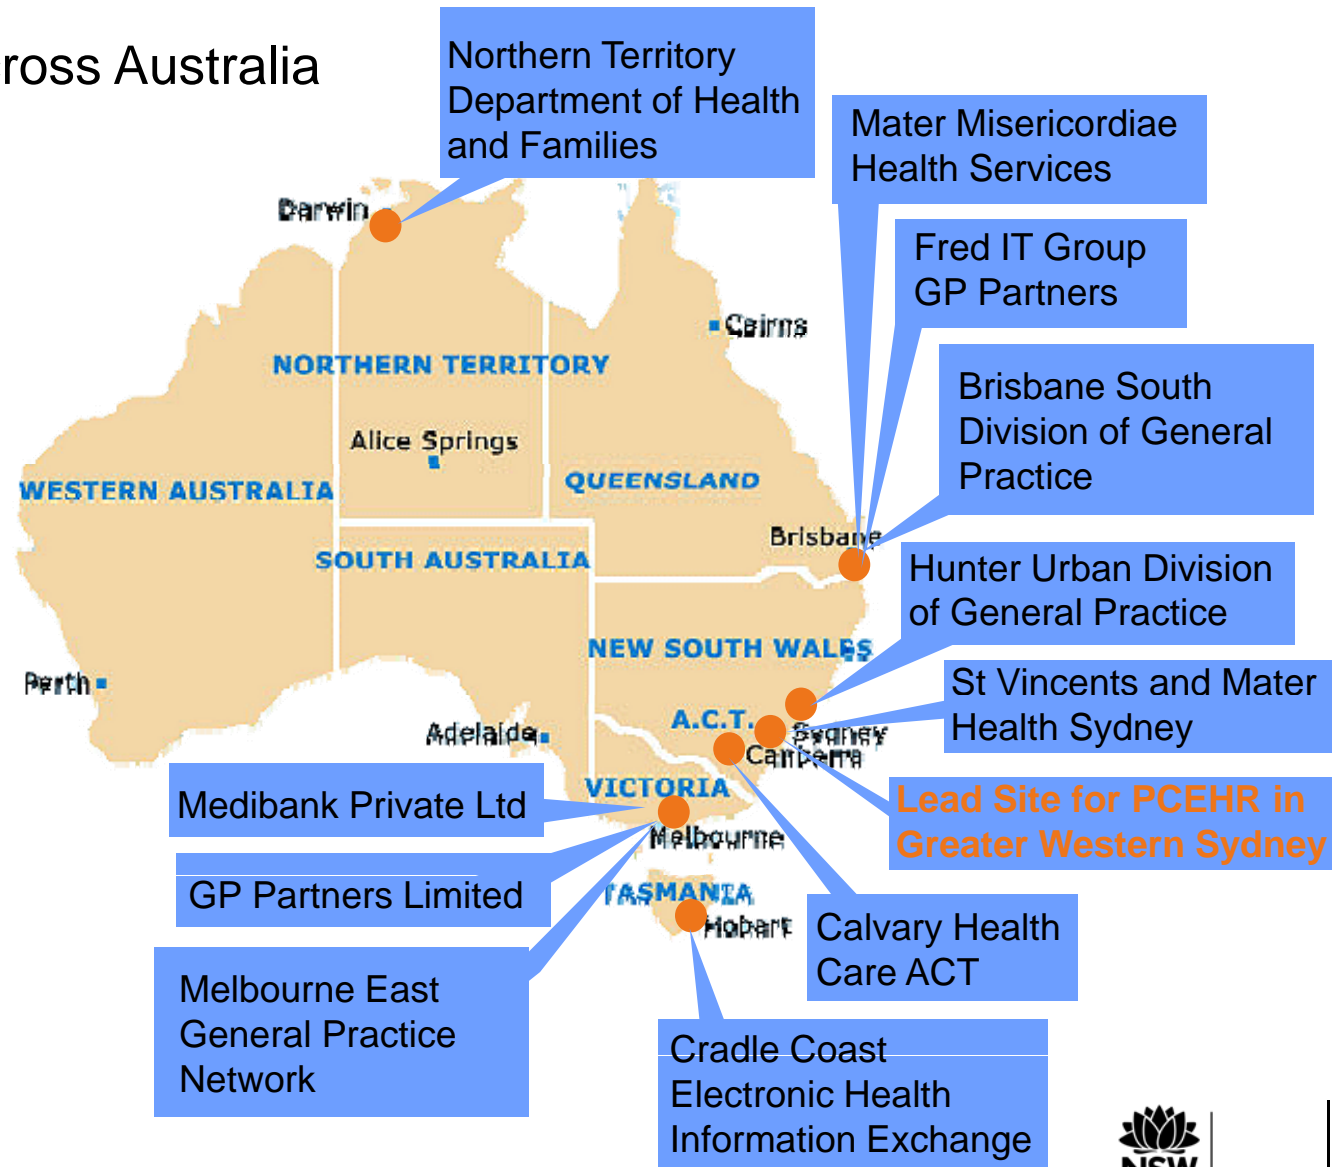 ross Australia
Northern Territory
Department of Health
and Families
Mater Misericordiae
Health Services
Fred IT Group
GP Partners
Brisbane South
Division of General
Practice
Hunter Urban Division
of General Practice
St Vincents and Mater
Health Sydney
Lead Site for PCEHR in
Greater Western Sydney
Calvary Health
Care ACT
Cradle Coast
Electronic Health
Information Exchange
Medibank Private Ltd
GP Partners Limited
Melbourne East
General Practice
Network
Darwin
Cairns
NORTHERN TERRITORY
Alice Springs
WESTERN AUSTRALIA
QUEENSLAND
Brisbane
SOUTH AUSTRALIA
NEW SOUTH WALES
Perth
Adelaide
A.C.T.
Sydney
Canberra
VICTORIA
Melbourne
TASMANIA
Hobart
NSW